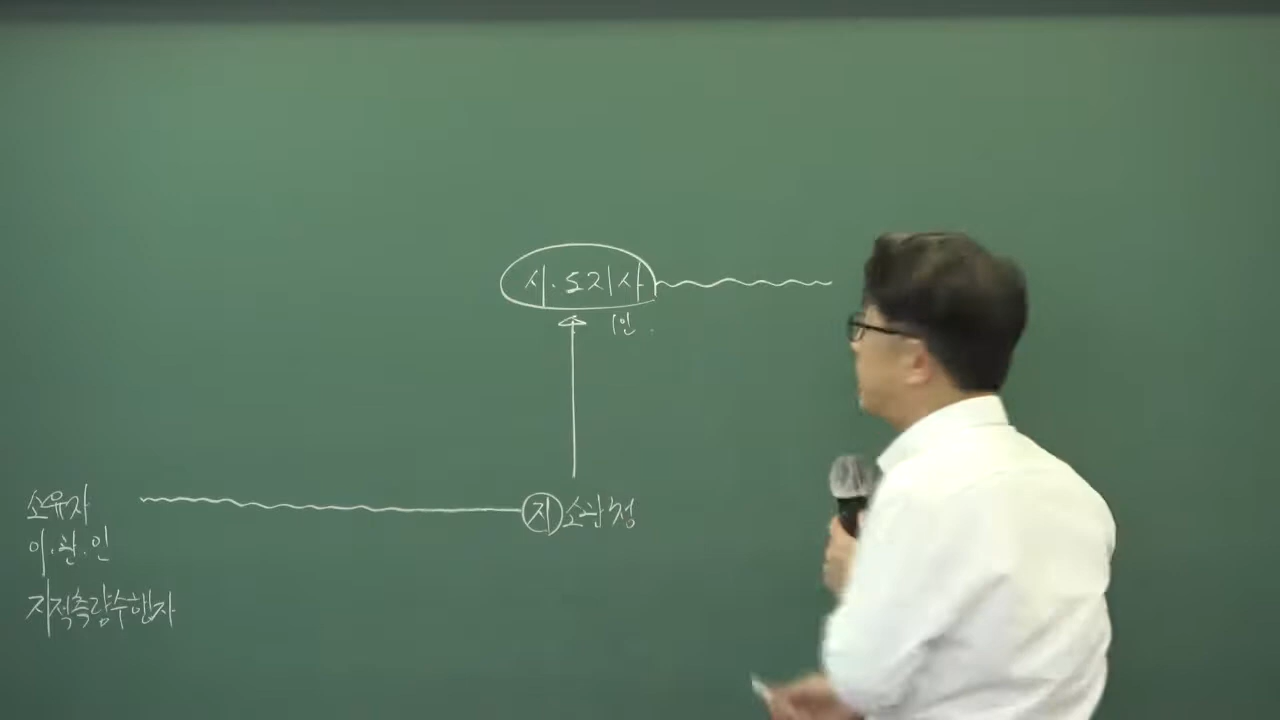 시.도지사
1인.
소유자
이.관.인
지적측량수행자
지 소관청